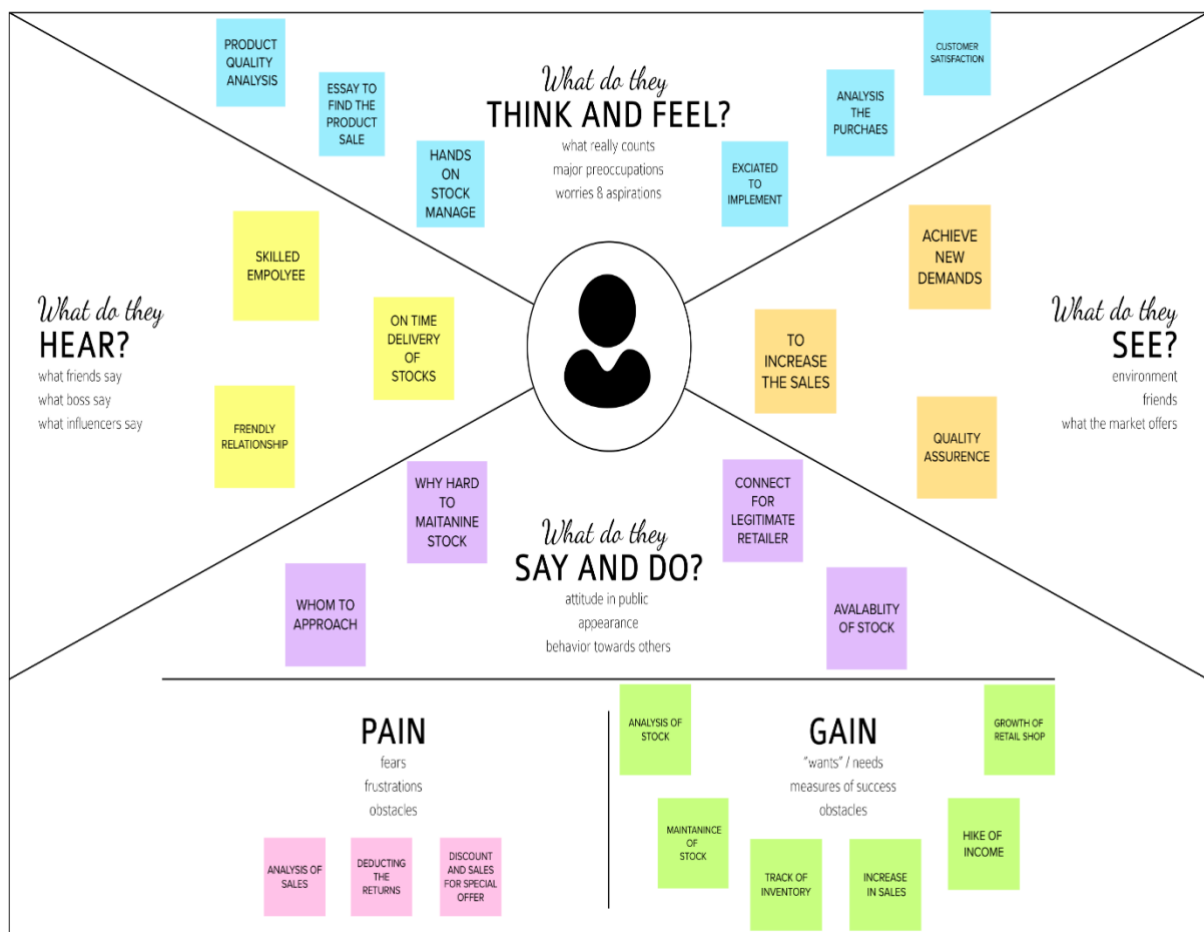 PRODUCT
QUALITY
ANALYSIS
ESSAY TO
FIND THE
PRODUCT
SALE
HANDS
ON
STOCK
MANAGE
What do they
THINK AND FEEL?
what really counts
major preoccupations
worries & aspirations
EXCIATED
TO
IMPLEMENT
ANALYSIS
THE
PURCHAES
CUSTOMER
SATISFACTION
What do they
HEAR?
what friends say
what boss say
what influencers say
SKILLED
EMPOLYEE
ON TIME
DELIVERY
OF
STOCKS
FRENDLY
RELATIONSHIP
ACHIEVE
NEW
DEMANDS
TO
INCREASE
THE SALES
QUALITY
ASSURENCE
What do they
SEE?
environment
friends
what the market offers
WHY HARD
TO
MAITANINE
STOCK
WHOM TO
APPROACH
What do they
SAY AND DO?
attitude in public
appearance
behavior towards others
CONNECT
FOR
LEGITIMATE
RETAILER
AVALABLITY
OF STOCK
PAIN
fears
frustrations
obstacles
ANALYSIS OF
SALES
DEDUCTING
THE
RETURNS
DISCOUNT
AND SALES
FOR SPECIAL
OFFER
GAIN
"wants" / needs
measures of success
obstacles
ANALYSIS OF
STOCK
MAINTANINCE
OF
STOCK
TRACK OF
INVENTORY
INCREASE
IN SALES
HIKE OF
INCOME
GROWTH OF
RETAIL SHOP